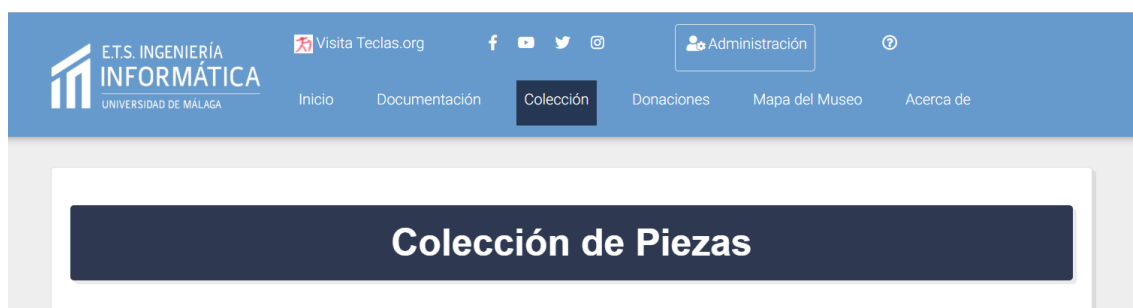 E.T.S. INGENIERÍA
INFORMÁTICA
UNIVERSIDAD DE MÁLAGA
Visita Teclas.org
Administración
Inicio
Documentación
Colección
Donaciones
Mapa del Museo
Acerca de
Colección de Piezas